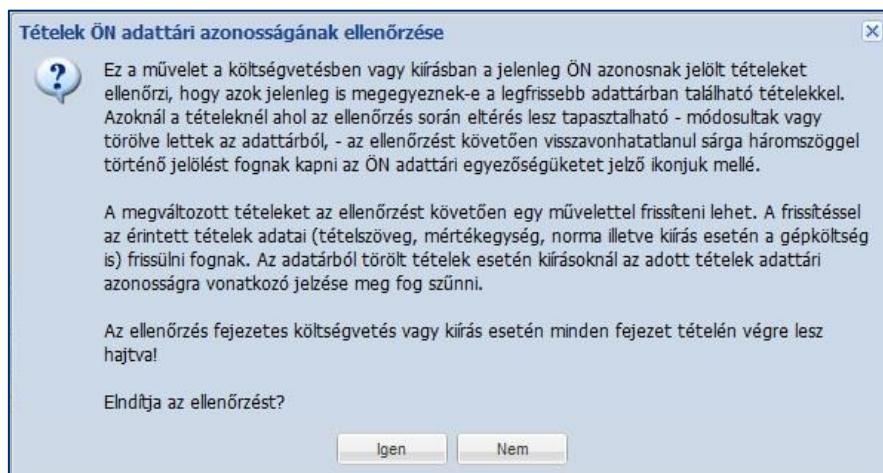 Tételek ÖN adattári azonosságának ellenőrzése
Ez a művelet a költségvetésben vagy kiírásban a jelenleg ÖN azonosnak jelölt tételeket
ellenőrzi, hogy azok jelenleg is megegyeznek-e a legfrissebb adattárban található tételekkel.
Azoknál a tételeknél ahol az ellenőrzés során eltérés lesz tapasztalható - módosultak vagy
törölve lettek az adattárból, - az ellenőrzést követően visszavonhatatlanul sárga háromszöggel
történő jelölést fognak kapni az ÖN adattári egyezőségüketet jelző ikonjuk mellé.
A megváltozott tételeket az ellenőrzést követően egy művelettel frissíteni lehet. A frissítéssel
az érintett tételek adatai (tételszöveg, mértékegység, norma illetve kiírás esetén a gépköltség
is) frissülni fognak. Az adatárból törölt tételek esetén kiírásoknál az adott tételek adattári
azonosságra vonatkozó jelzése meg fog szűnni.
Az ellenőrzés fejezetes költségvetés vagy kiírás esetén minden fejezet tételén végre lesz
hajtva!
Elndítja az ellenőrzést?
Igen
Nem